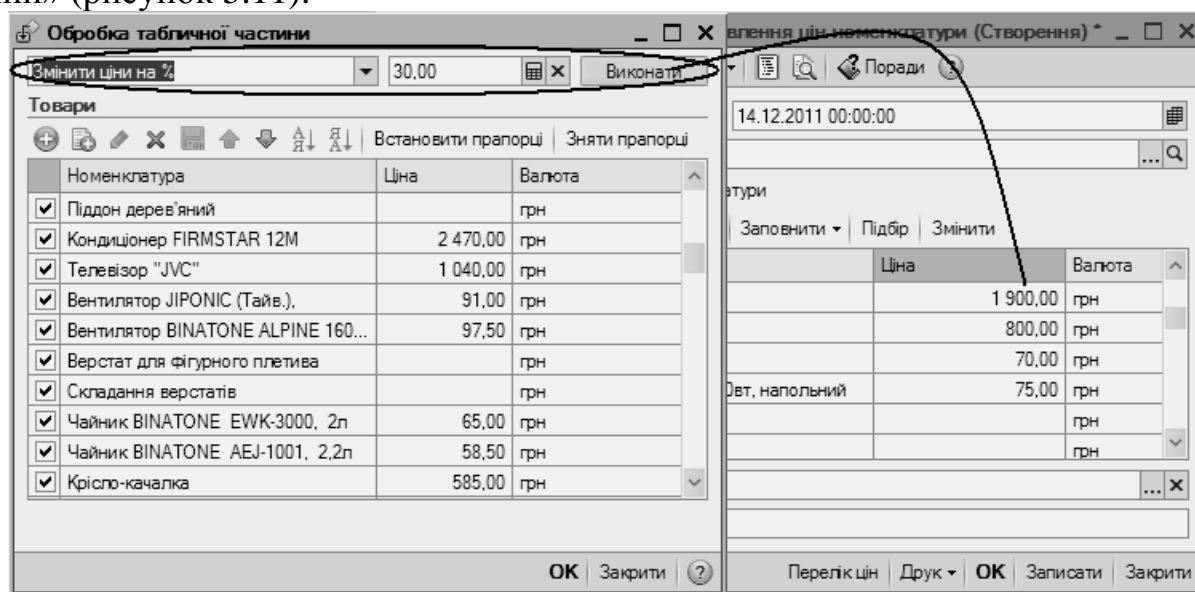 (рисунок 5.11).
Обробка табличної частини
Змінити ціни на % 30,00 Виконати
Товари
Встановити прапорці Зняти прапорці
Номенклатура Ціна Валюта
Піддон дерев'яний грн
Кондиціонер FIRMSTAR 12M 2 470,00 грн
Телевізор "JVC" 1 040,00 грн
Вентилятор JIPONIC (Тайв.), 91,00 грн
Вентилятор BINATONE ALPINE 160... 97,50 грн
Верстат для фігурного плетива грн
Складання верстатів грн
Чайник BINATONE EWK-3000, 2л 65,00 грн
Чайник BINATONE AEJ-1001, 2,2л 58,50 грн
Крісло-качалка 585,00 грн
OK Закрити
влення цін номенклатури (Створення) *
Поради
14.12.2011 00:00:00
атури
Заповнити Підбір Змінити
Ціна Валюта
1 900,00 грн
800,00 грн
70,00 грн
0вт, напольний 75,00 грн
грн
грн
Перелік цін Друк OK Записати Закрити